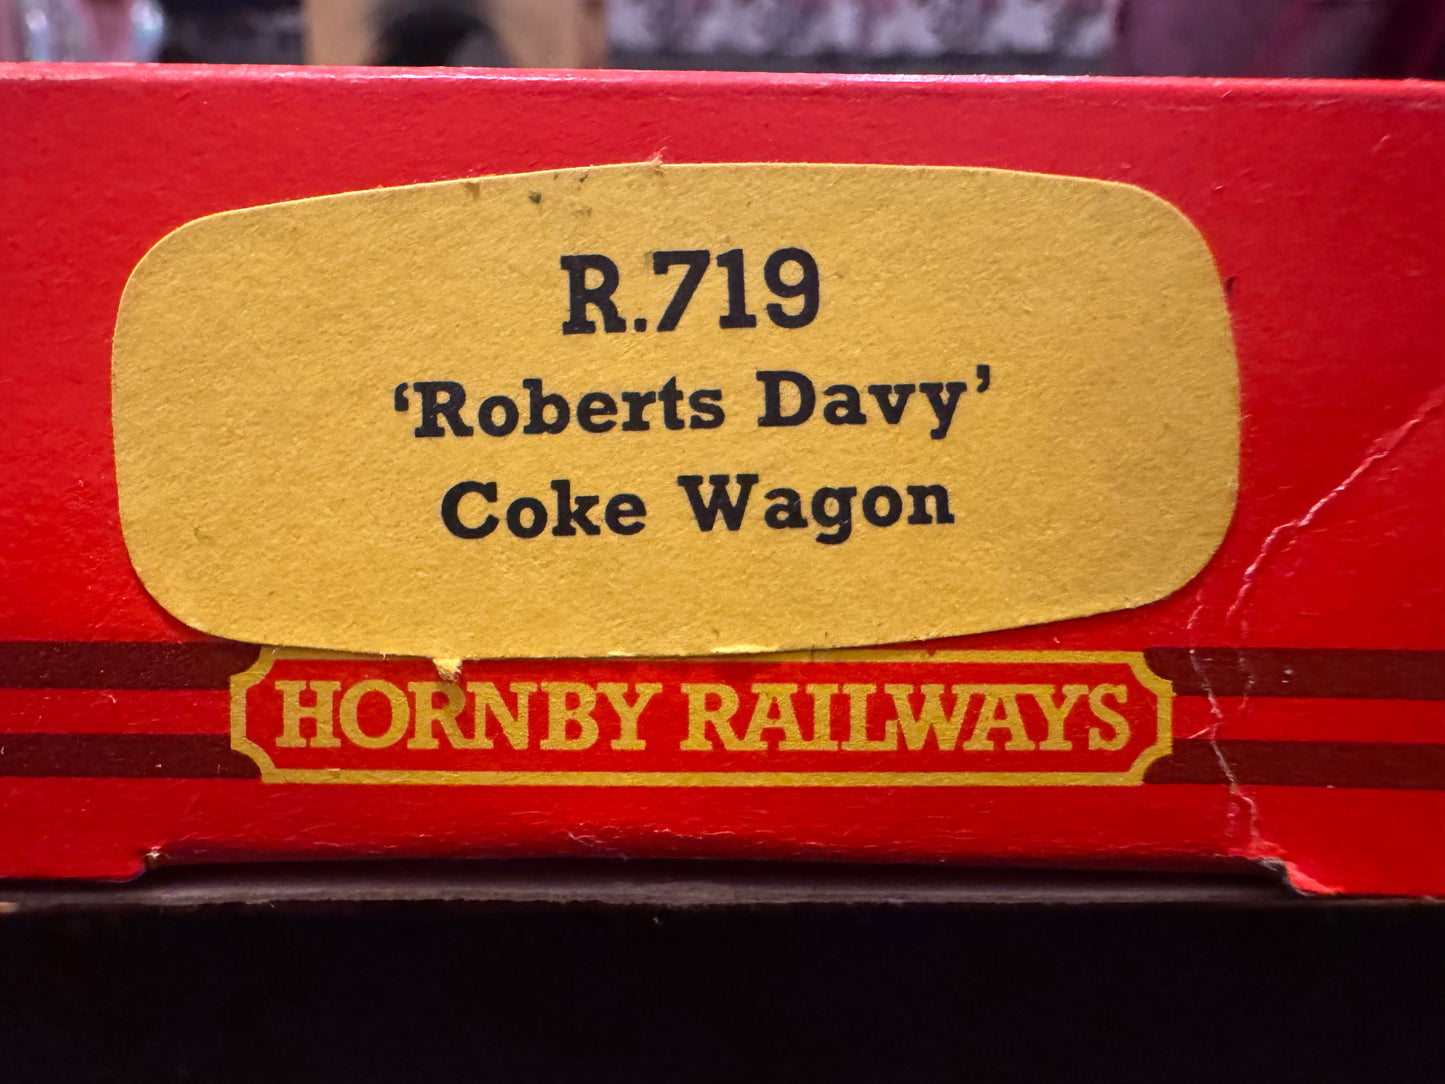 R.719
‘Roberts Davy’
Coke Wagon
HORNBY RAILWAYS